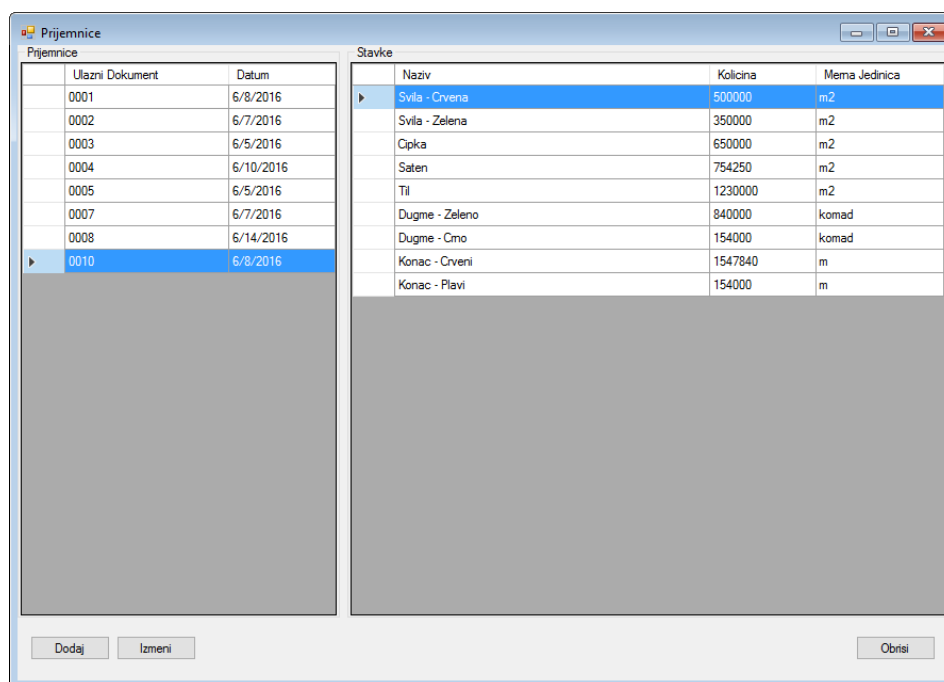 Prijemnice
Prijemnice
Ulazni Dokument Datum
0001 6/8/2016
0002 6/7/2016
0003 6/5/2016
0004 6/10/2016
0005 6/5/2016
0007 6/7/2016
0008 6/14/2016
0010 6/8/2016
Stavke
Naziv Kolicina Merna Jedinica
Svila - Crvena 500000 m2
Svila - Zelena 350000 m2
Cipka 650000 m2
Saten 754250 m2
Til 1230000 m2
Dugme - Zeleno 840000 komad
Dugme - Crno 154000 komad
Konac - Crveni 1547840 m
Konac - Plavi 154000 m
Dodaj Izmeni Obrisi